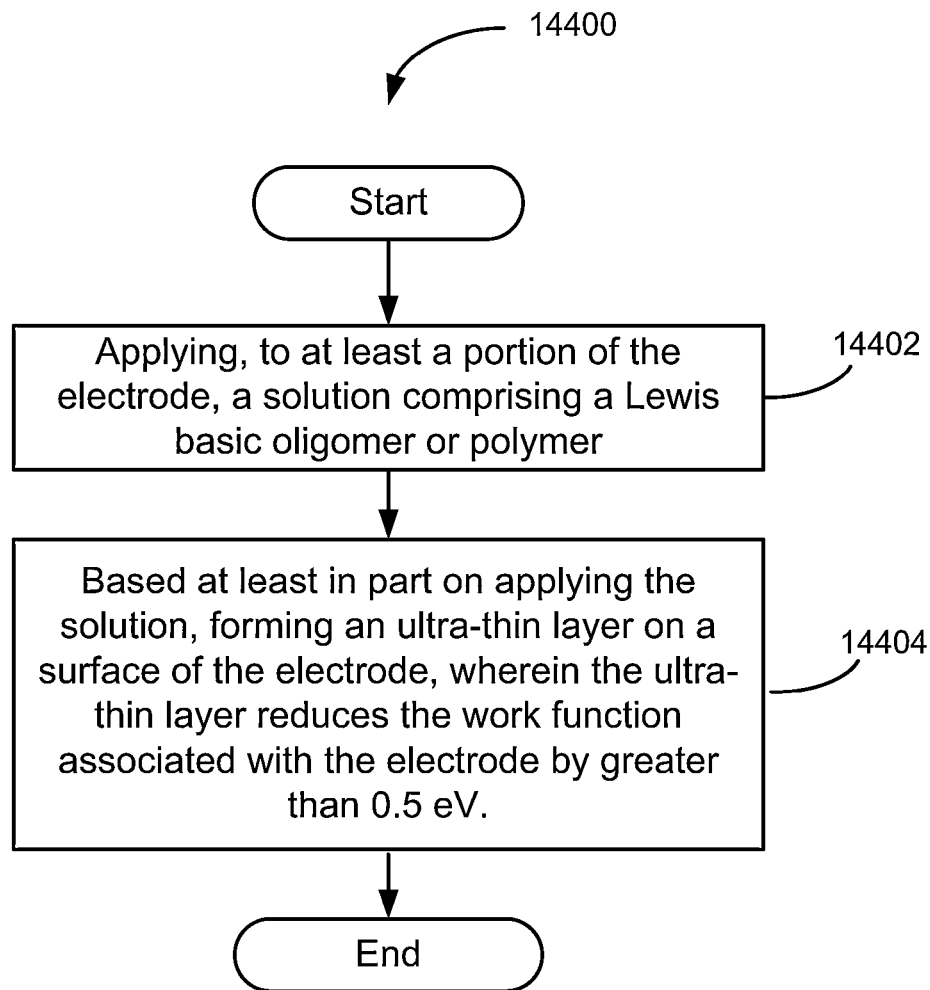 14400
Start
Applying, to at least a portion of the
electrode, a solution comprising a Lewis
basic oligomer or polymer
14402
Based at least in part on applying the
solution, forming an ultra-thin layer on a
surface of the electrode, wherein the ultra-
thin layer reduces the work function
associated with the electrode by greater
than 0.5 eV.
14404
End